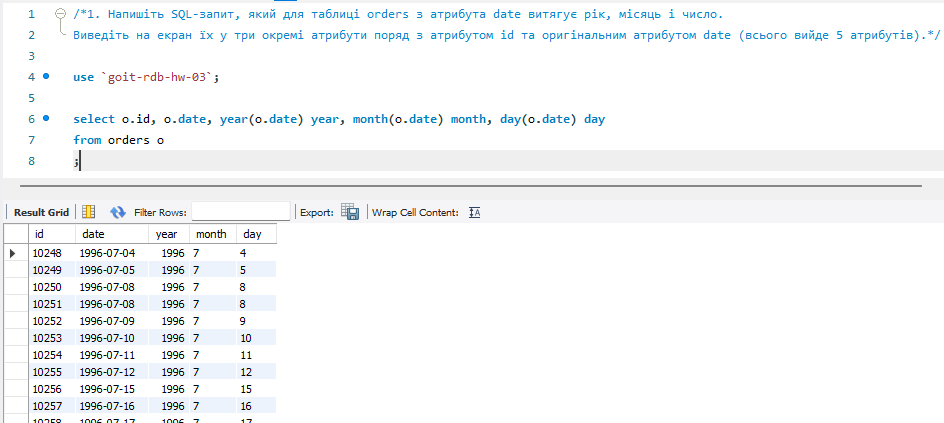 1 /*1. Напишіть SQL-запит, який для таблиці orders з атрибута date витягує рік, місяць і число.
2 Виведіть на екран їх у три окремі атрибути поряд з атрибутом id та оригінальним атрибутом date (всього вийде 5 атрибутів).*/
3
4 use `goit-rdb-hw-03`;
5
6 select o.id, o.date, year(o.date) year, month(o.date) month, day(o.date) day
7 from orders o
8 ;
Result Grid Filter Rows: Export: Wrap Cell Content:
id date year month day
10248 1996-07-04 1996 7 4
10249 1996-07-05 1996 7 5
10250 1996-07-08 1996 7 8
10251 1996-07-08 1996 7 8
10252 1996-07-09 1996 7 9
10253 1996-07-10 1996 7 10
10254 1996-07-11 1996 7 11
10255 1996-07-12 1996 7 12
10256 1996-07-15 1996 7 15
10257 1996-07-16 1996 7 16
10258 1996-07-17 1996 7 17